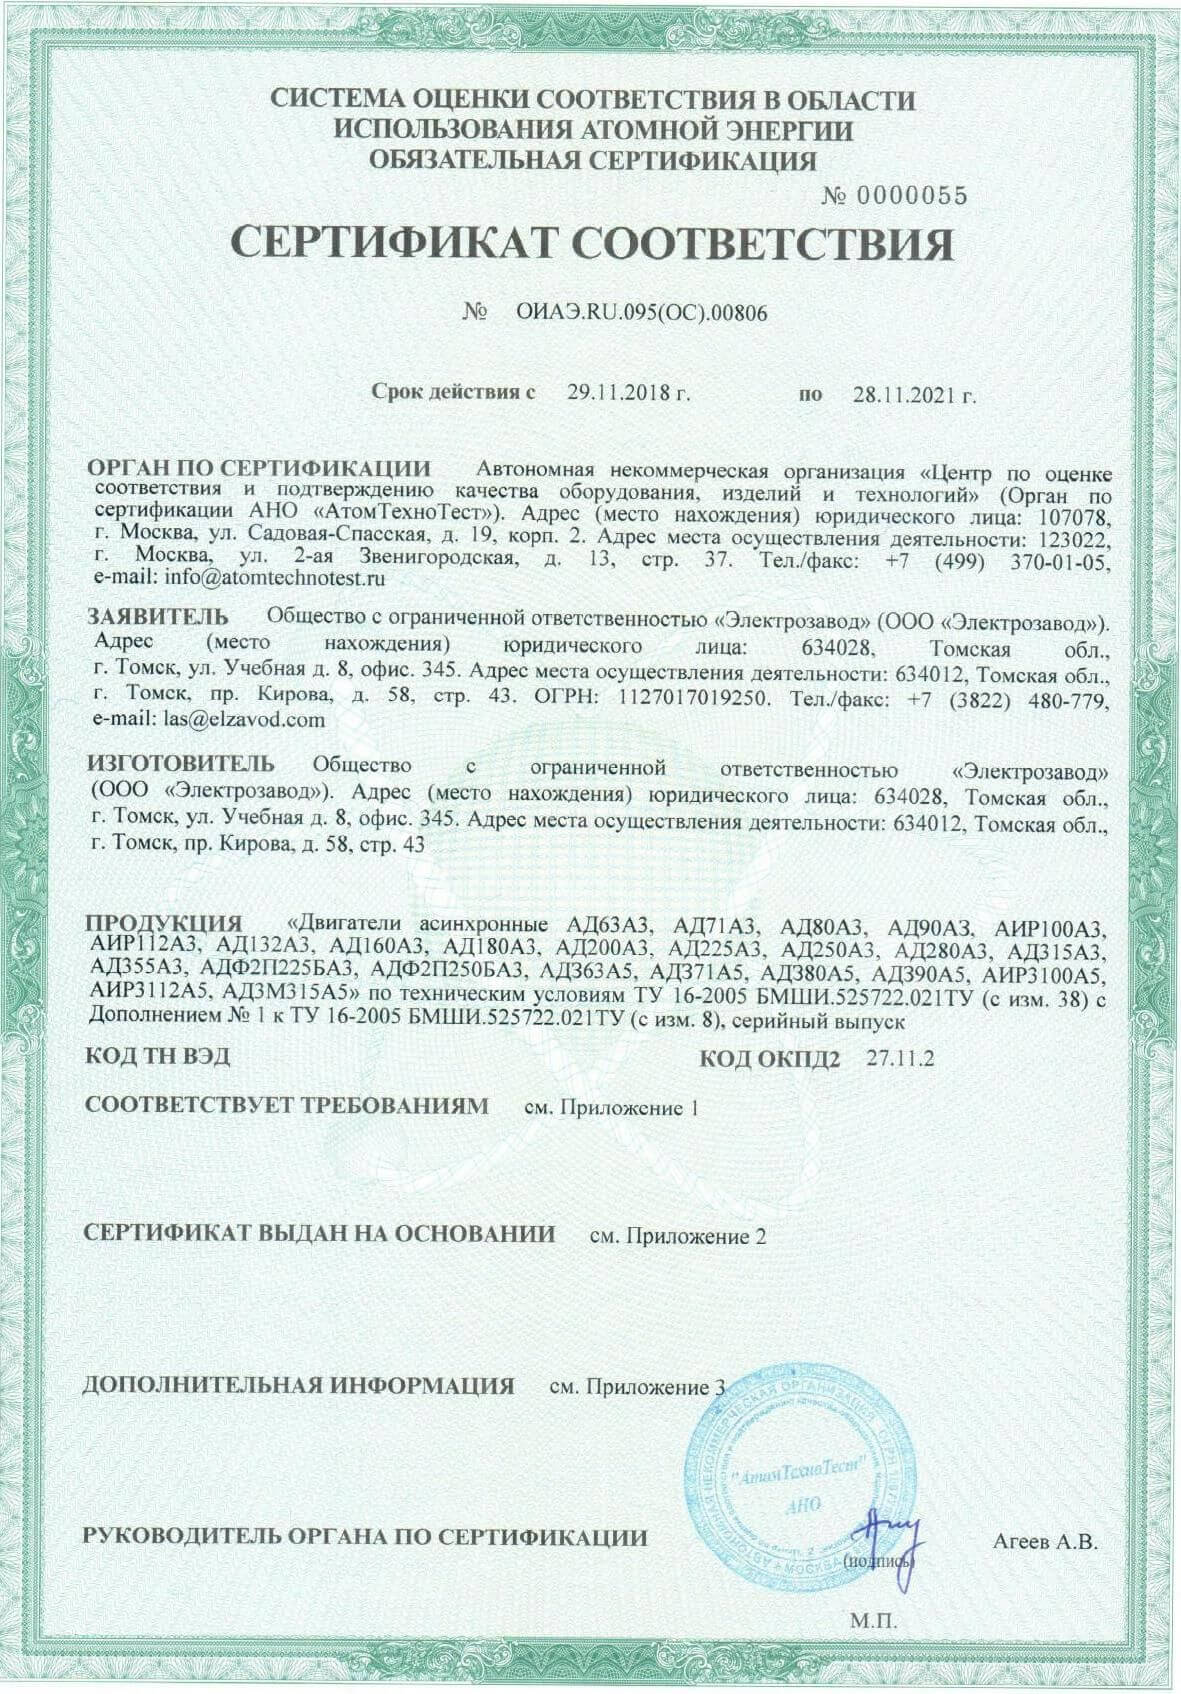 СИСТЕМА ОЦЕНКИ СООТВЕТСТВИЯ В ОБЛАСТИ
ИСПОЛЬЗОВАНИЯ АТОМНОЙ ЭНЕРГИИ
ОБЯЗАТЕЛЬНАЯ СЕРТИФИКАЦИЯ
№ 0000055
СЕРТИФИКАТ СООТВЕТСТВИЯ
№ ОИАЭ.RU.095(ОС).00806
Срок действия с 29.11.2018 г. по 28.11.2021 г.
ОРГАН ПО СЕРТИФИКАЦИИ Автономная некоммерческая организация «Центр по оценке
соответствия и подтверждению качества оборудования, изделий и технологий» (Орган по
сертификации АНО «АтомТехноТест»). Адрес (место нахождения) юридического лица: 107078,
г. Москва, ул. Садовая-Спасская, д. 19, корп. 2. Адрес места осуществления деятельности: 123022,
г. Москва, ул. 2-ая Звенигородская, д. 13, стр. 37. Тел./факс: +7 (499) 370-01-05,
e-mail: info@atomtechnotest.ru
ЗАЯВИТЕЛЬ Общество с ограниченной ответственностью «Электрозавод» (ООО «Электрозавод»).
Адрес (место нахождения) юридического лица: 634028, Томская обл.,
г. Томск, ул. Учебная д. 8, офис. 345. Адрес места осуществления деятельности: 634012, Томская обл.,
г. Томск, пр. Кирова, д. 58, стр. 43. ОГРН: 1127017019250. Тел./факс: +7 (3822) 480-779,
e-mail: las@elzavod.com
ИЗГОТОВИТЕЛЬ Общество с ограниченной ответственностью «Электрозавод»
(ООО «Электрозавод»). Адрес (место нахождения) юридического лица: 634028, Томская обл.,
г. Томск, ул. Учебная д. 8, офис. 345. Адрес места осуществления деятельности: 634012, Томская обл.,
г. Томск, пр. Кирова, д. 58, стр. 43
ПРОДУКЦИЯ «Двигатели асинхронные АД63А3, АД71А3, АД80А3, АД90А3, АИР100А3,
АИР112А3, АД132А3, АД160А3, АД180А3, АД200А3, АД225А3, АД250А3, АД280А3, АД315А3,
АД355А3, АДФ2П225БА3, АДФ2П250БА3, АДЗ63А5, АДЗ71А5, АДЗ80А5, АДЗ90А5, АИРЗ100А5,
АИРЗ112А5, АДЗМ315А5» по техническим условиям ТУ 16-2005 БМШИ.525722.021ТУ (с изм. 38) с
Дополнением № 1 к ТУ 16-2005 БМШИ.525722.021ТУ (с изм. 8), серийный выпуск
КОД ТН ВЭД КОД ОКПД2 27.11.2
СООТВЕТСТВУЕТ ТРЕБОВАНИЯМ см. Приложение 1
СЕРТИФИКАТ ВЫДАН НА ОСНОВАНИИ см. Приложение 2
ДОПОЛНИТЕЛЬНАЯ ИНФОРМАЦИЯ см. Приложение 3
"АтомТехноТест"
АНО
РУКОВОДИТЕЛЬ ОРГАНА ПО СЕРТИФИКАЦИИ Агеев А.В.
(подпись)
М.П.